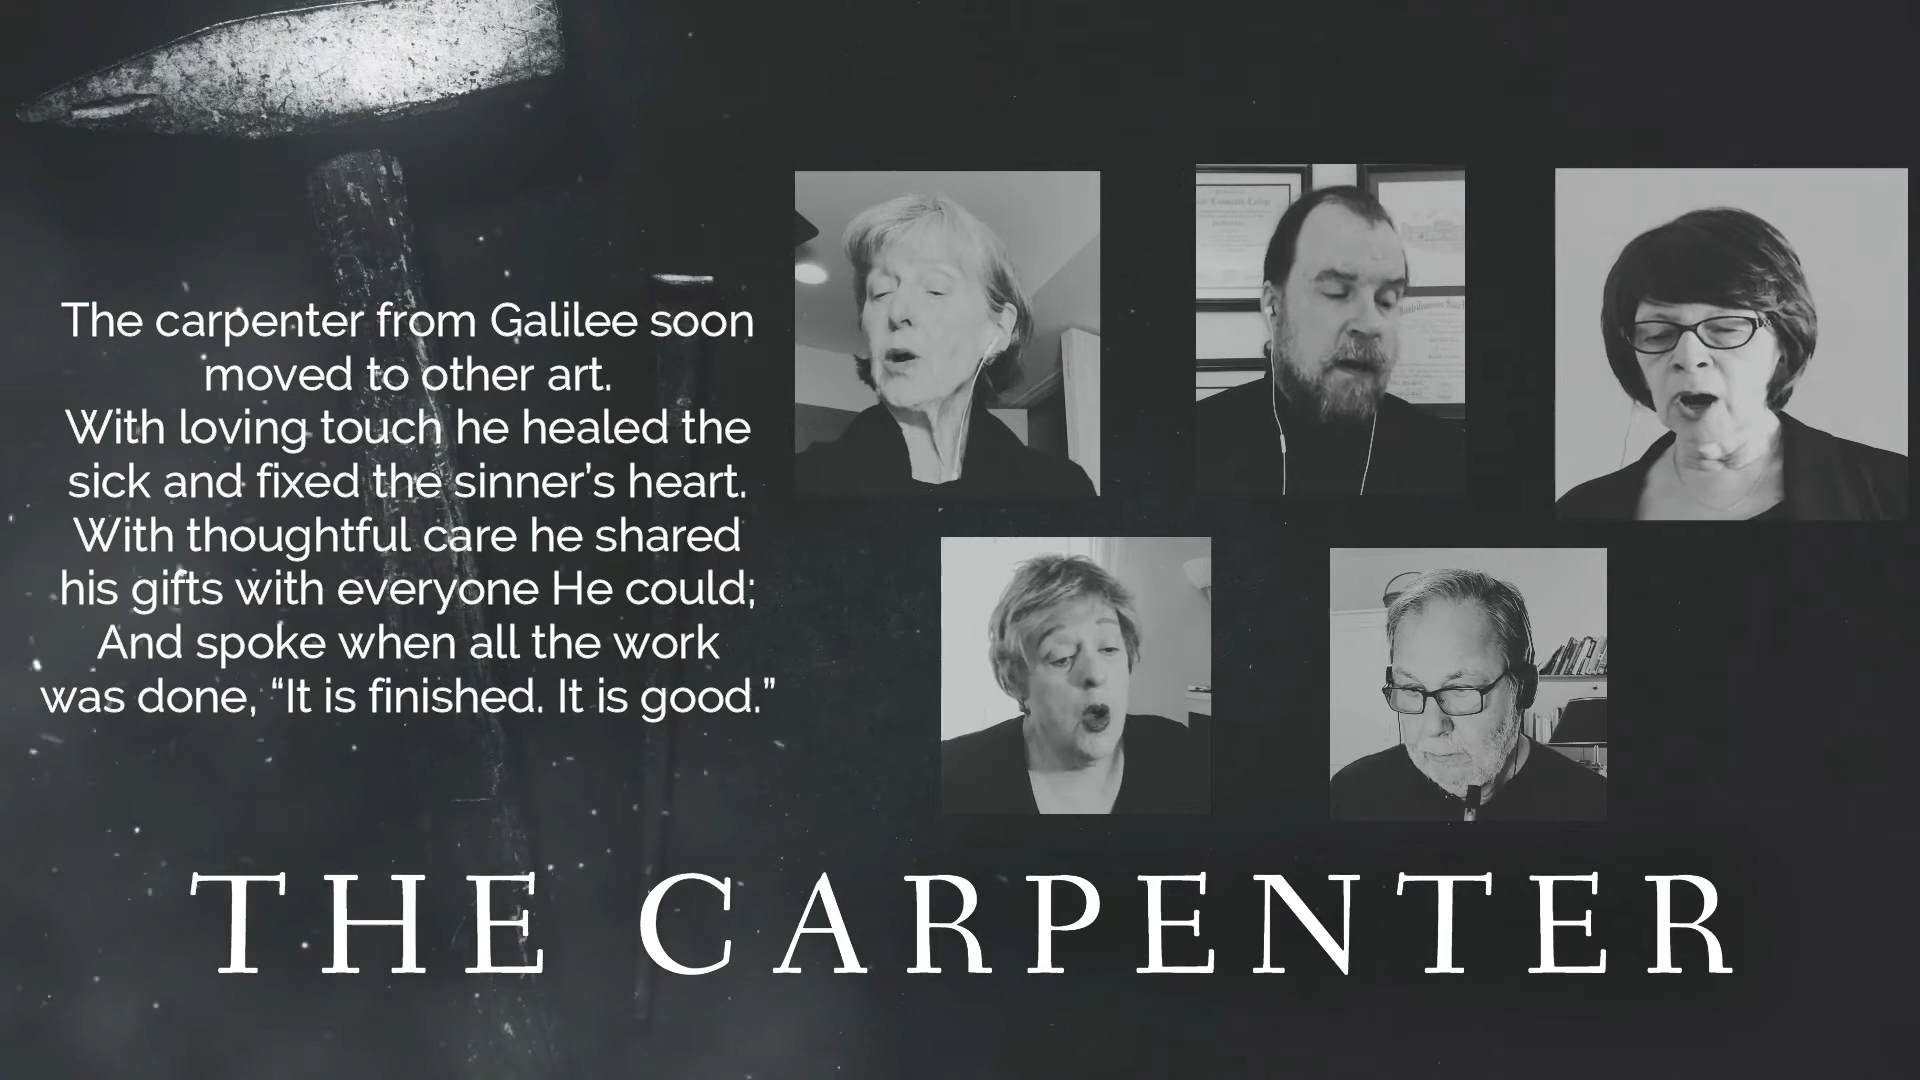 The carpenter from Galilee soon
moved to other art.
With loving touch he healed the
sick and fixed the sinner’s heart.
With thoughtful care he shared
his gifts with everyone He could;
And spoke when all the work
was done, “It is finished. It is good.”
THE CARPENTER